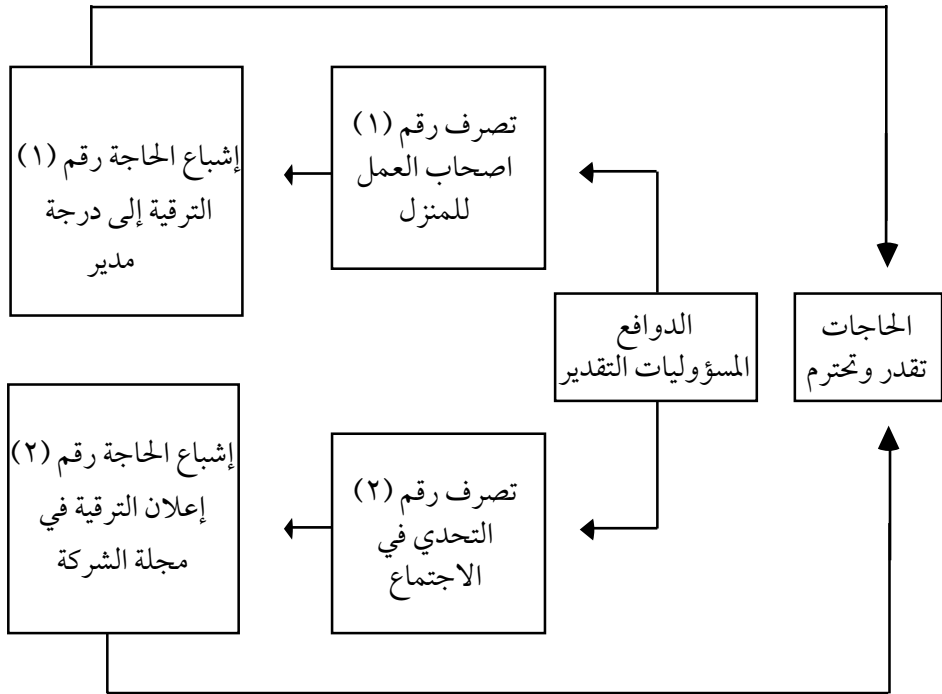 الحاجات
تقدر وتحترم
الدوافع
المسؤوليات التقدير
تصرف رقم (١)
اصحاب العمل
للمنزل
إشباع الحاجة رقم (١)
الترقية إلى درجة
مدير
تصرف رقم (٢)
التحدي في
الاجتماع
إشباع الحاجة رقم (٢)
إعلان الترقية في
مجلة الشركة